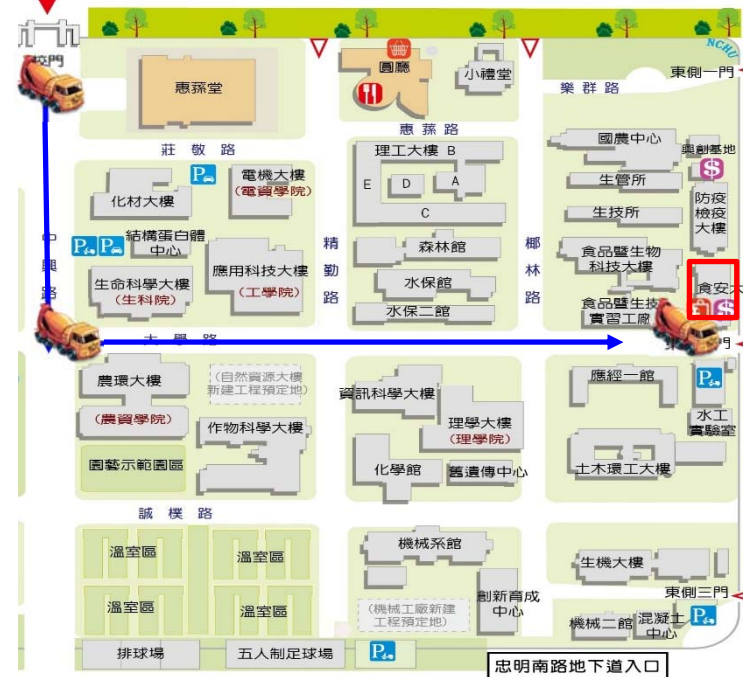 校門
惠蓀堂
圓廳
小禮堂
NCHU
東側一門
樂群路
惠蓀路
莊敬路
國農中心
興創基地
理工大樓 B
電機大樓
(電資學院)
化材大樓
E
D
A
C
生管所
生技所
防疫
檢疫
大樓
中興路
結構蛋白體
中心
精勤路
森林館
椰林路
食品暨生物
科技大樓
生命科學大樓
(生科院)
應用科技大樓
(工學院)
水保館
水保二館
食安大
食品暨生技
實習工廠
大學路
門
農環大樓
(農資學院)
(自然資源大樓
新建工程預定地)
資訊科學大樓
應經一館
作物科學大樓
理學大樓
(理學院)
水工
實驗室
園藝示範園區
化學館
舊遺傳中心
土木環工大樓
誠樸路
溫室區
溫室區
機械系館
生機大樓
東側三門
溫室區
溫室區
(機械工廠新建
工程預定地)
創新育成
中心
機械二館
混凝土
中心
排球場
五人制足球場
忠明南路地下道入口